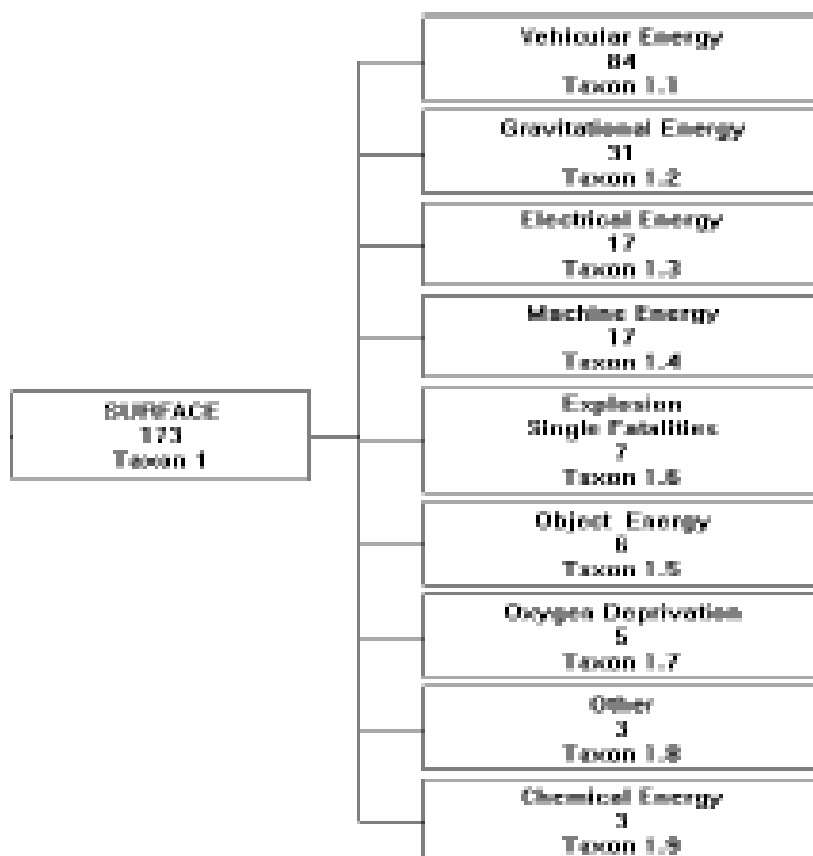 SURFACE
173
Taxon 1
Vehicular Energy
84
Taxon 1.1
Gravitational Energy
31
Taxon 1.2
Electrical Energy
17
Taxon 1.3
Machine Energy
17
Taxon 1.4
Explosion
Single Fatalities
7
Taxon 1.6
Object Energy
6
Taxon 1.5
Oxygen Deprivation
5
Taxon 1.7
Other
3
Taxon 1.8
Chemical Energy
3
Taxon 1.9